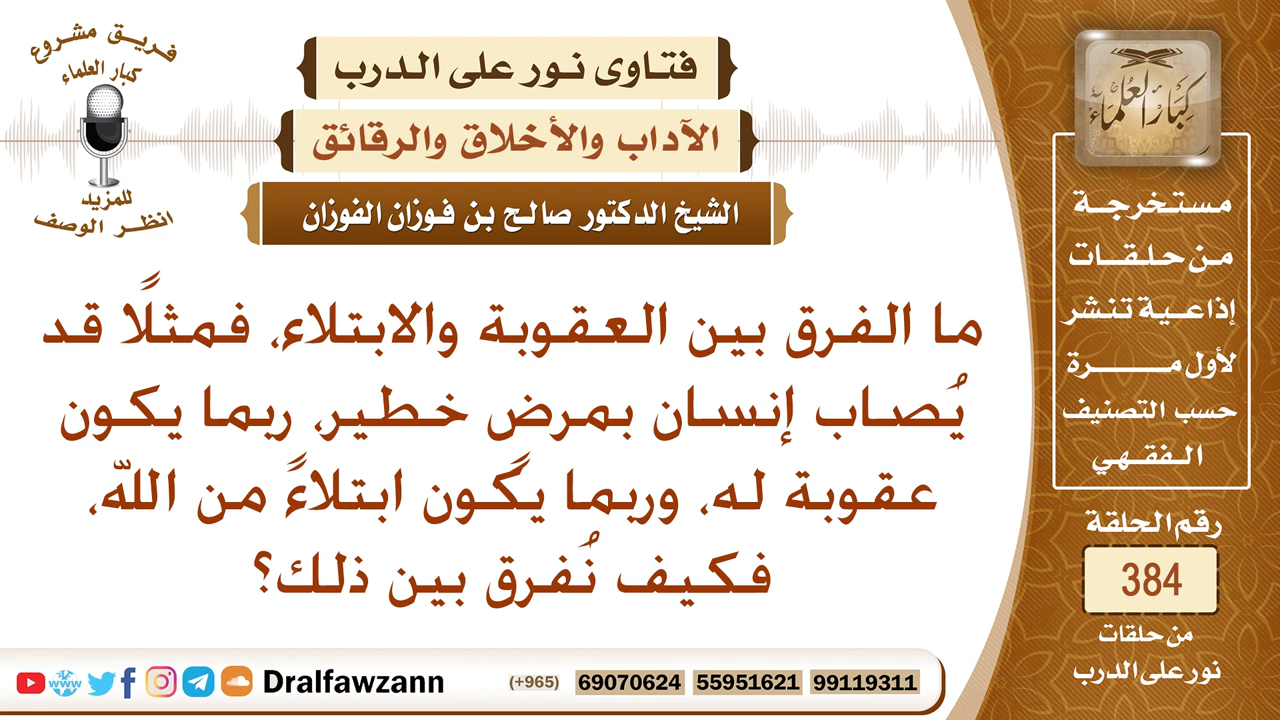 فريق مشروع
كبار العلماء
للمزيد
انظر الوصف
فتاوى نور على الدرب
الآداب والأخلاق والرقائق
الشيخ الدكتور صالح بن فوزان الفوزان
ما الفرق بين العقوبة والابتلاء، فمثلًا قد
يُصاب إنسان بمرض خطير، ربما يكون
عقوبة له، وربما يكون ابتلاءً من الله،
فكيف نُفرق بين ذلك؟
كبار العلماء
مستخرجة
من حلقات
إذاعية تنشر
لأول مرة
حسب التصنيف
الفقهي
رقم الحلقة
384
من حلقات
نور على الدرب
www Dralfawzann (+965) 69070624 55951621 99119311